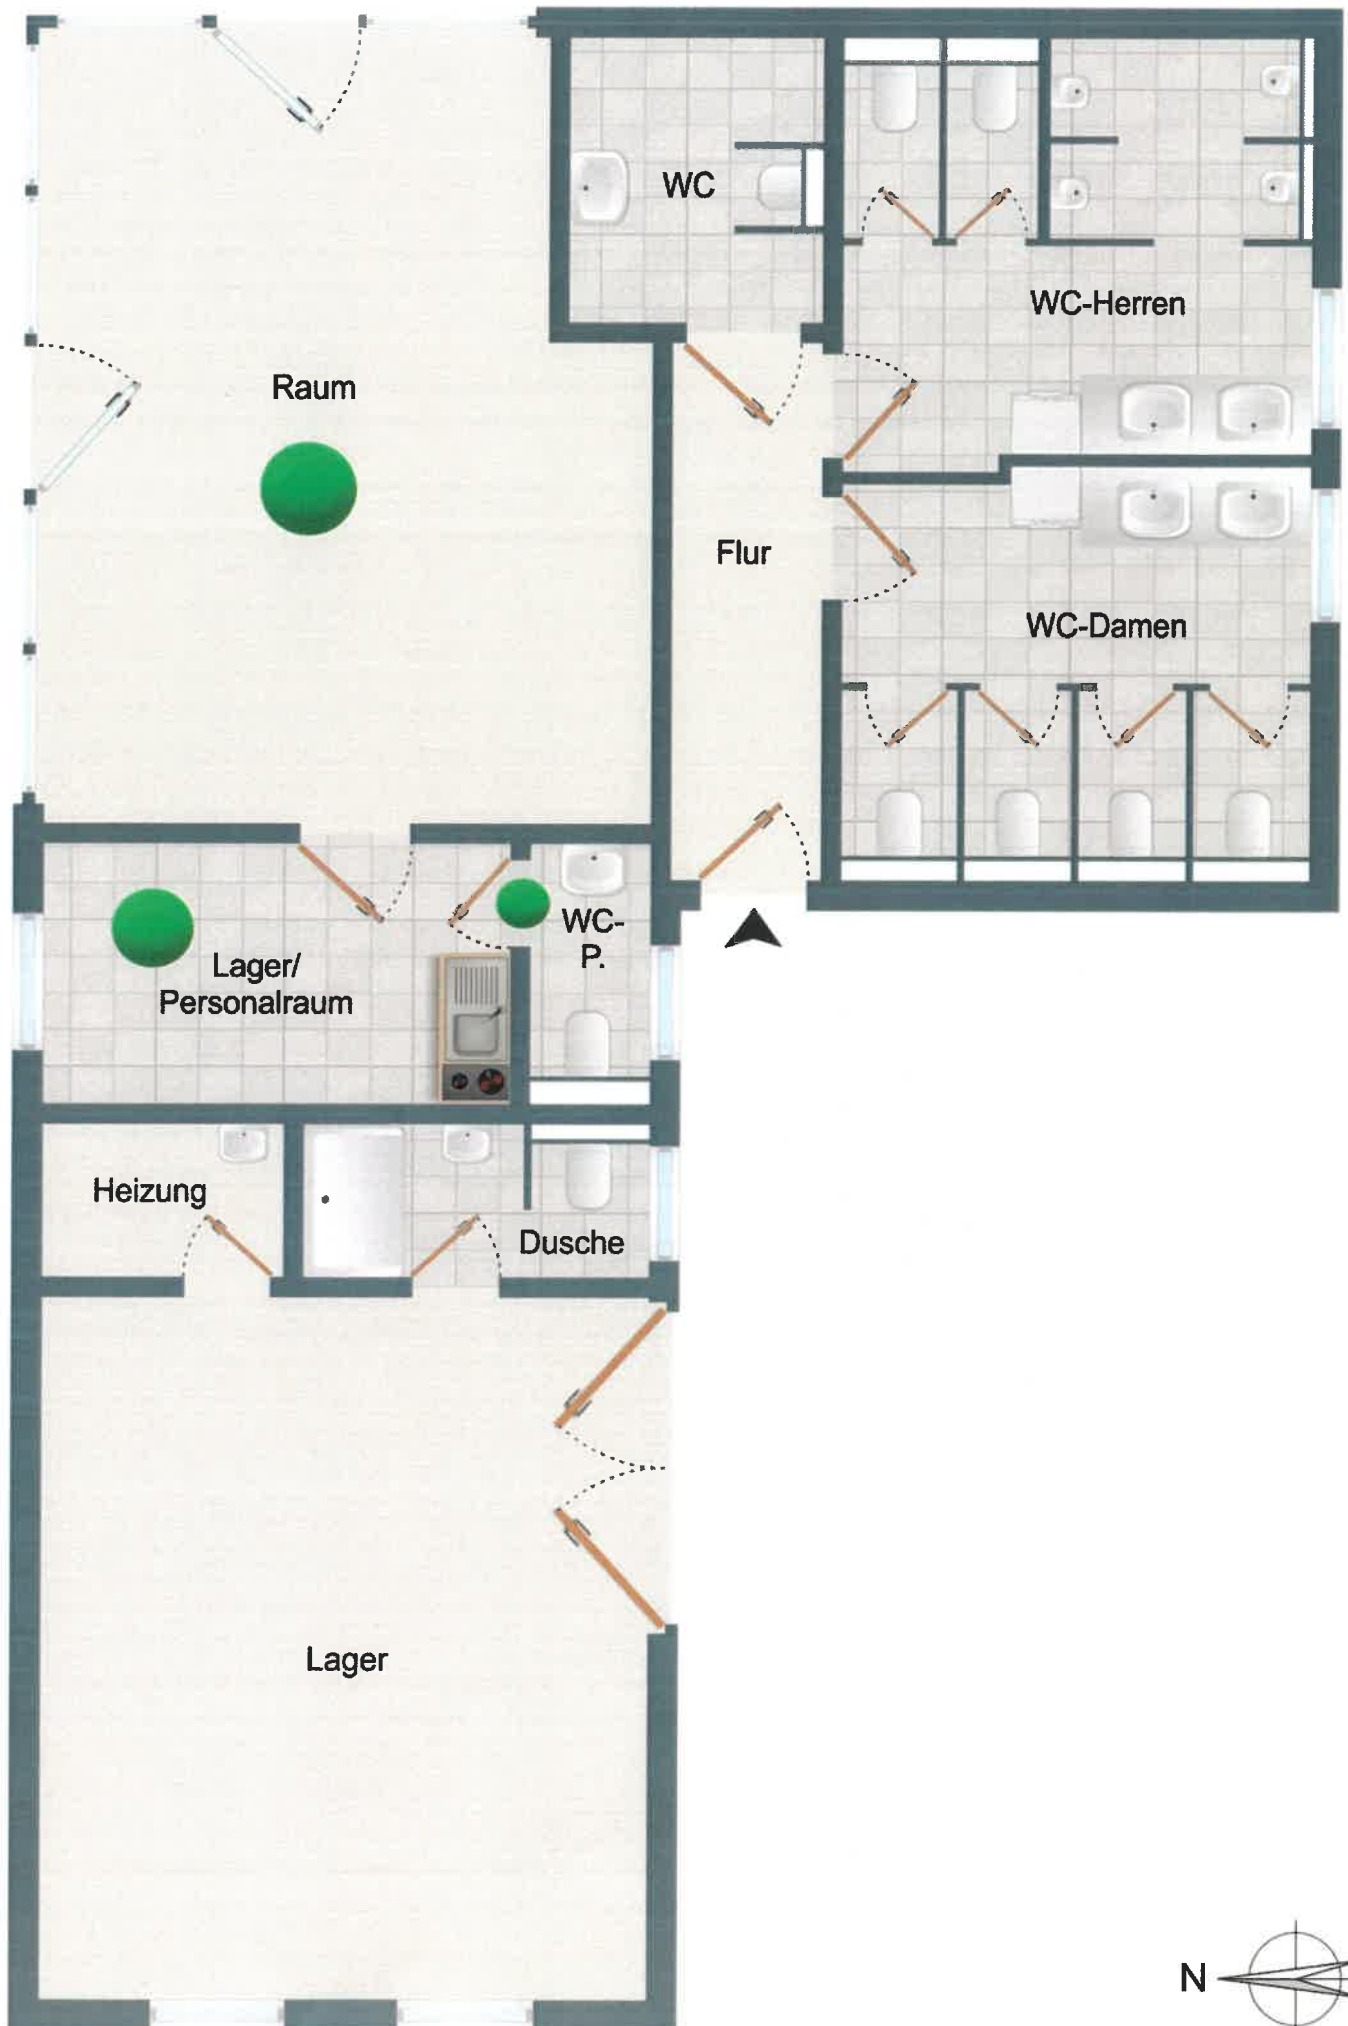 WC
WC-Herren
Raum
Flur
WC-Damen
WC-
P.
Lager/
Personalraum
Heizung
Dusche
Lager
N